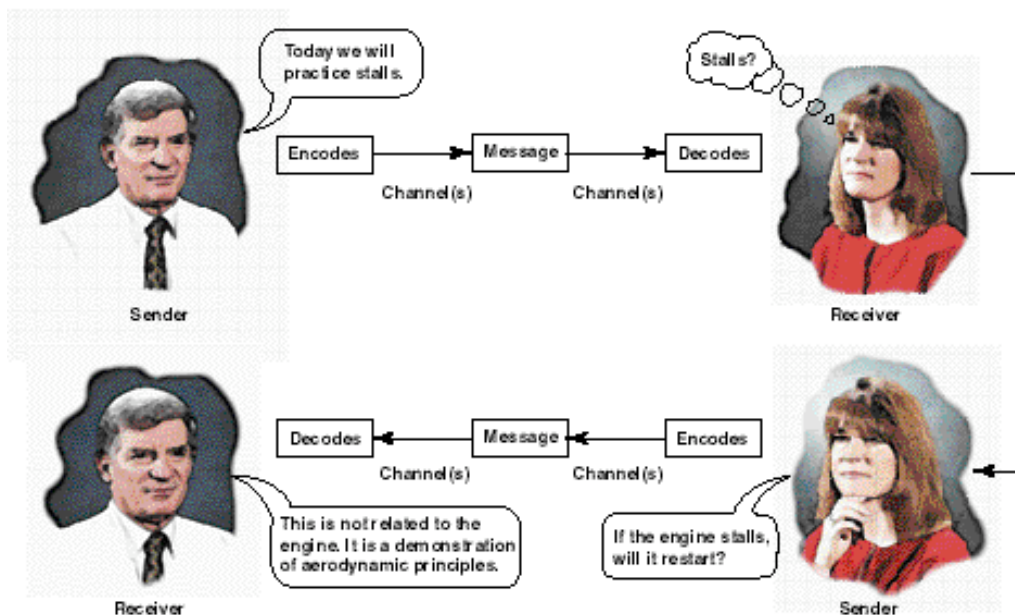 Today we will
practice stalls.
Stalls?
Encodes
Message
Decodes
Channel(s)
Channel(s)
Sender
Receiver
Decodes
Message
Encodes
Channel(s)
Channel(s)
This is not related to the
engine. It is a demonstration
of aerodynamic principles.
If the engine stalls,
will it restart?
Receiver
Sender